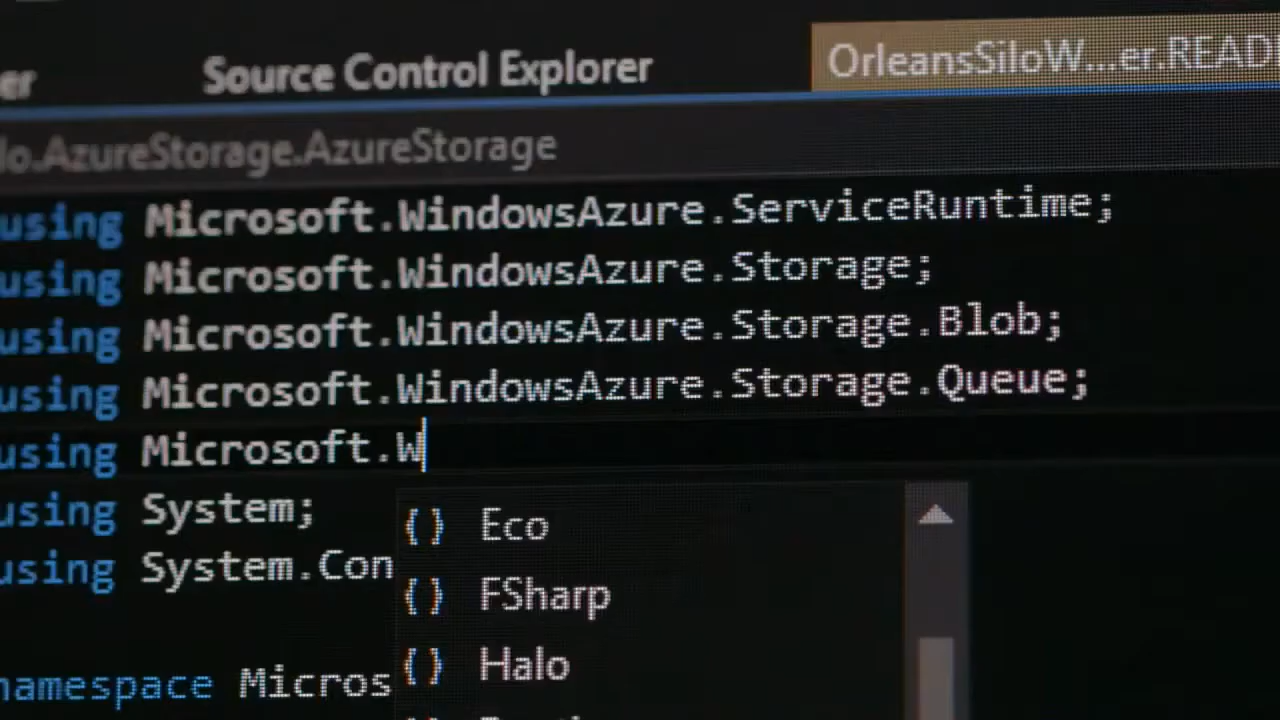 er Source Control Explorer OrleansSiloW...er.READ
lo.AzureStorage.AzureStorage
using Microsoft.WindowsAzure.ServiceRuntime;
using Microsoft.WindowsAzure.Storage;
using Microsoft.WindowsAzure.Storage.Blob;
using Microsoft.WindowsAzure.Storage.Queue;
using Microsoft.W
using System;
using System.Con
{} Eco
{} FSharp
{} Halo
namespace Micros